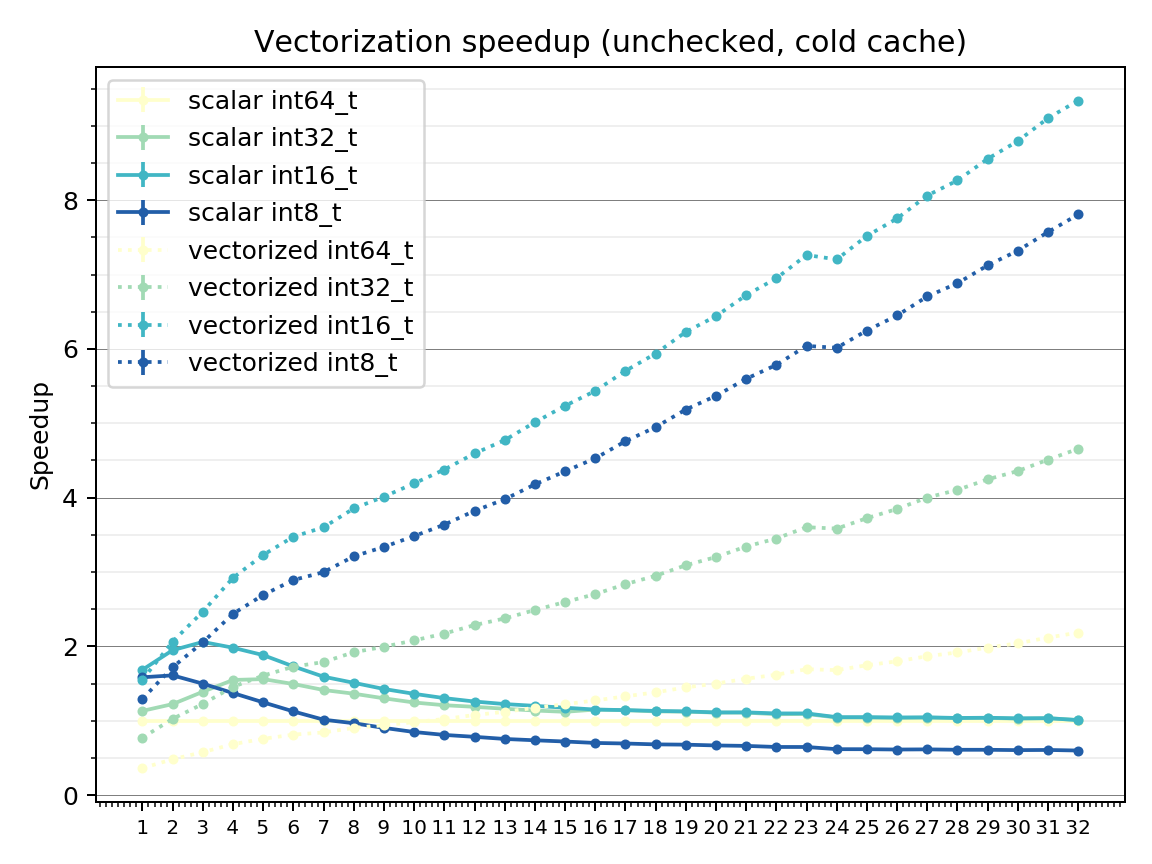 Vectorization speedup (unchecked, cold cache)
scalar int64_t
scalar int32_t
scalar int16_t
scalar int8_t
vectorized int64_t
vectorized int32_t
vectorized int16_t
vectorized int8_t
Speedup
8
6
4
2
0
1 2 3 4 5 6 7 8 9 10 11 12 13 14 15 16 17 18 19 20 21 22 23 24 25 26 27 28 29 30 31 32